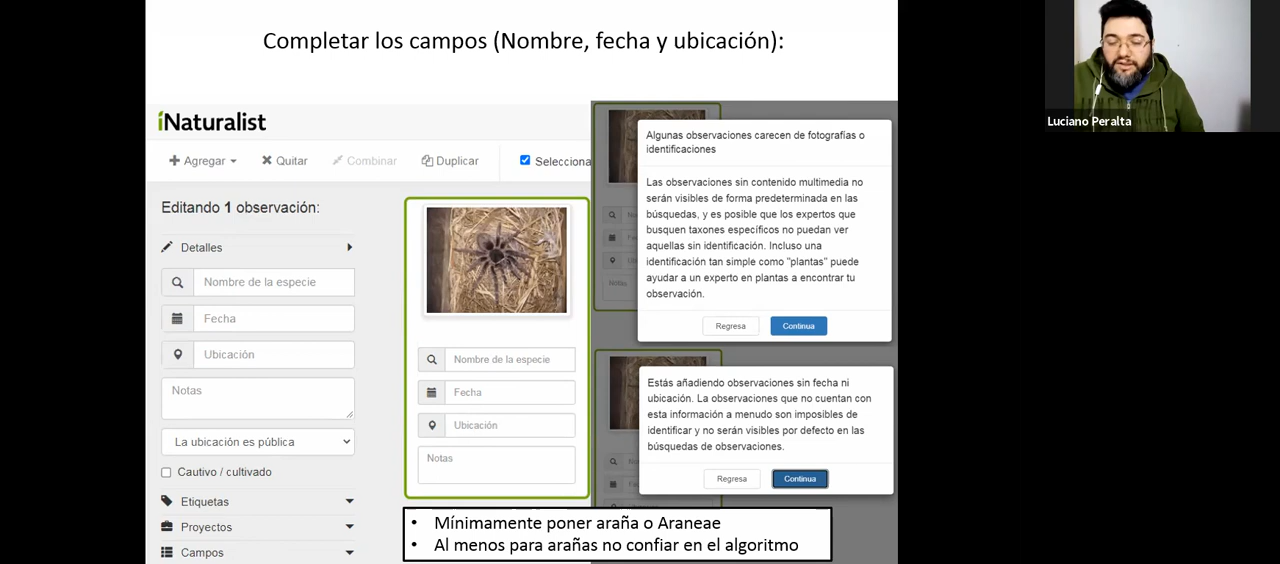 Completar los campos (Nombre, fecha y ubicación):
iNaturalist
Agregar
Quitar
Combinar
Duplicar
Selecciona
Editando 1 observación:
Detalles
Nombre de la especie
Fecha
Ubicación
Notas
La ubicación es pública
Cautivo / cultivado
Etiquetas
Proyectos
Campos
Nombre de la especie
Fecha
Ubicación
Notas
Algunas observaciones carecen de fotografías o
identificaciones
Las observaciones sin contenido multimedia no
serán visibles de forma predeterminada en las
búsquedas, y es posible que los expertos que
busquen taxones específicos no puedan ver
aquellas sin identificación. Incluso una
identificación tan simple como "plantas" puede
ayudar a un experto en plantas a encontrar tu
observación.
Regresa
Continua
Notas
Estás añadiendo observaciones sin fecha ni
ubicación. La observaciones que no cuentan con
esta información a menudo son imposibles de
identificar y no serán visibles por defecto en las
búsquedas de observaciones.
Regresa
Continua
• Mínimamente poner araña o Araneae
• Al menos para arañas no confiar en el algoritmo
Luciano Peralta